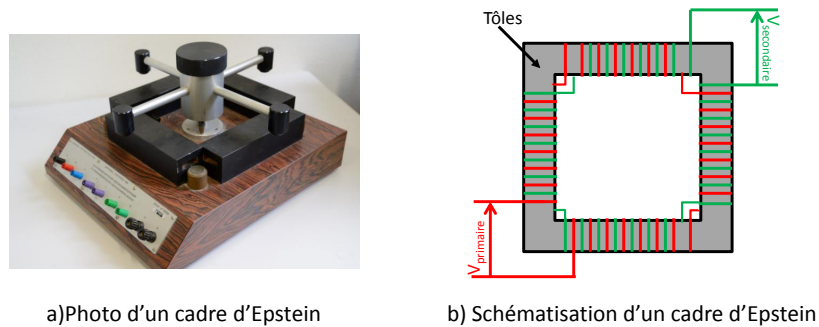 Tôles
V secondaire
V primaire
a)Photo d'un cadre d'Epstein
b) Schématisation d'un cadre d'Epstein